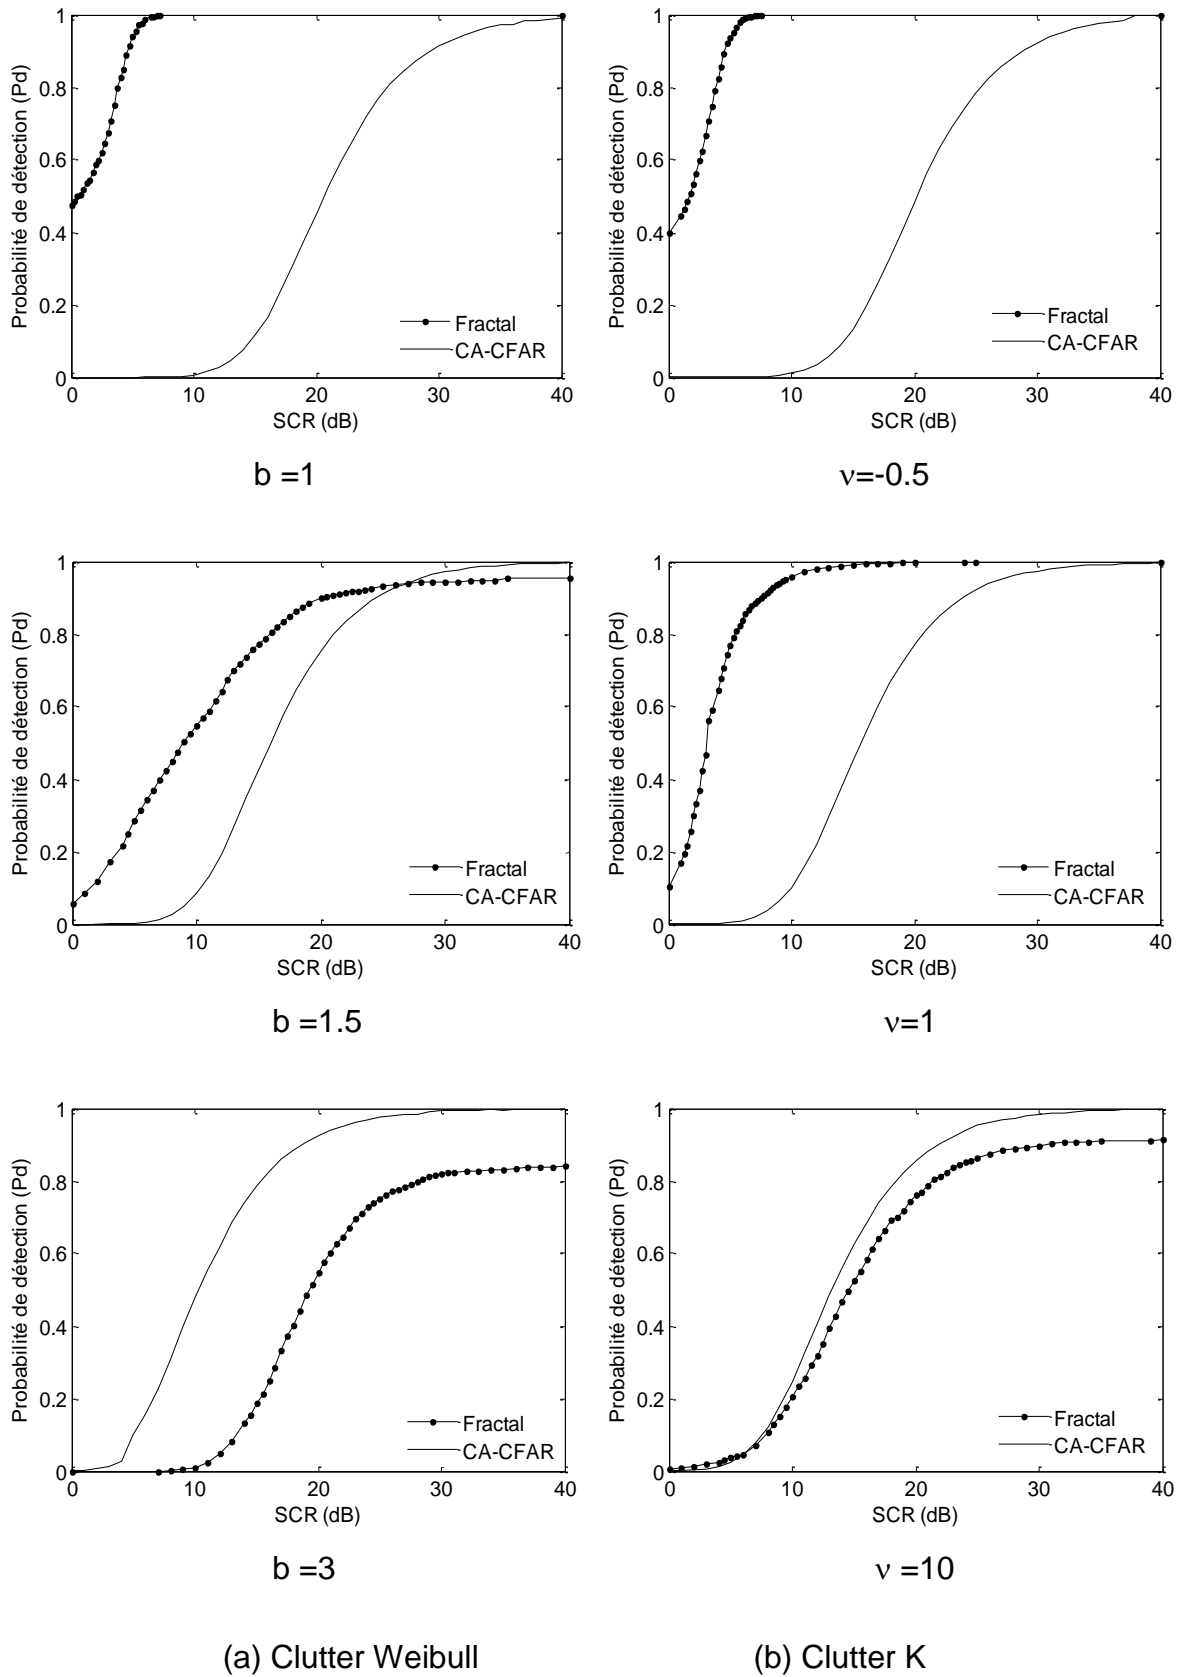 1
0.8
0.6
0.4
0.2
0
Probabilité de détection (Pd)
Fractal
CA-CFAR
0 10 20 30 40
SCR (dB)
b =1
1
0.8
0.6
0.4
0.2
0
Probabilité de détection (Pd)
Fractal
CA-CFAR
0 10 20 30 40
SCR (dB)
ν=-0.5
1
0.8
0.6
0.4
0.2
0
Probabilité de détection (Pd)
Fractal
CA-CFAR
0 10 20 30 40
SCR (dB)
b =1.5
1
0.8
0.6
0.4
0.2
0
Probabilité de détection (Pd)
Fractal
CA-CFAR
0 10 20 30 40
SCR (dB)
ν=1
1
0.8
0.6
0.4
0.2
0
Probabilité de détection (Pd)
Fractal
CA-CFAR
0 10 20 30 40
SCR (dB)
b =3
1
0.8
0.6
0.4
0.2
0
Probabilité de détection (Pd)
Fractal
CA-CFAR
0 10 20 30 40
SCR (dB)
ν =10
(a) Clutter Weibull
(b) Clutter K